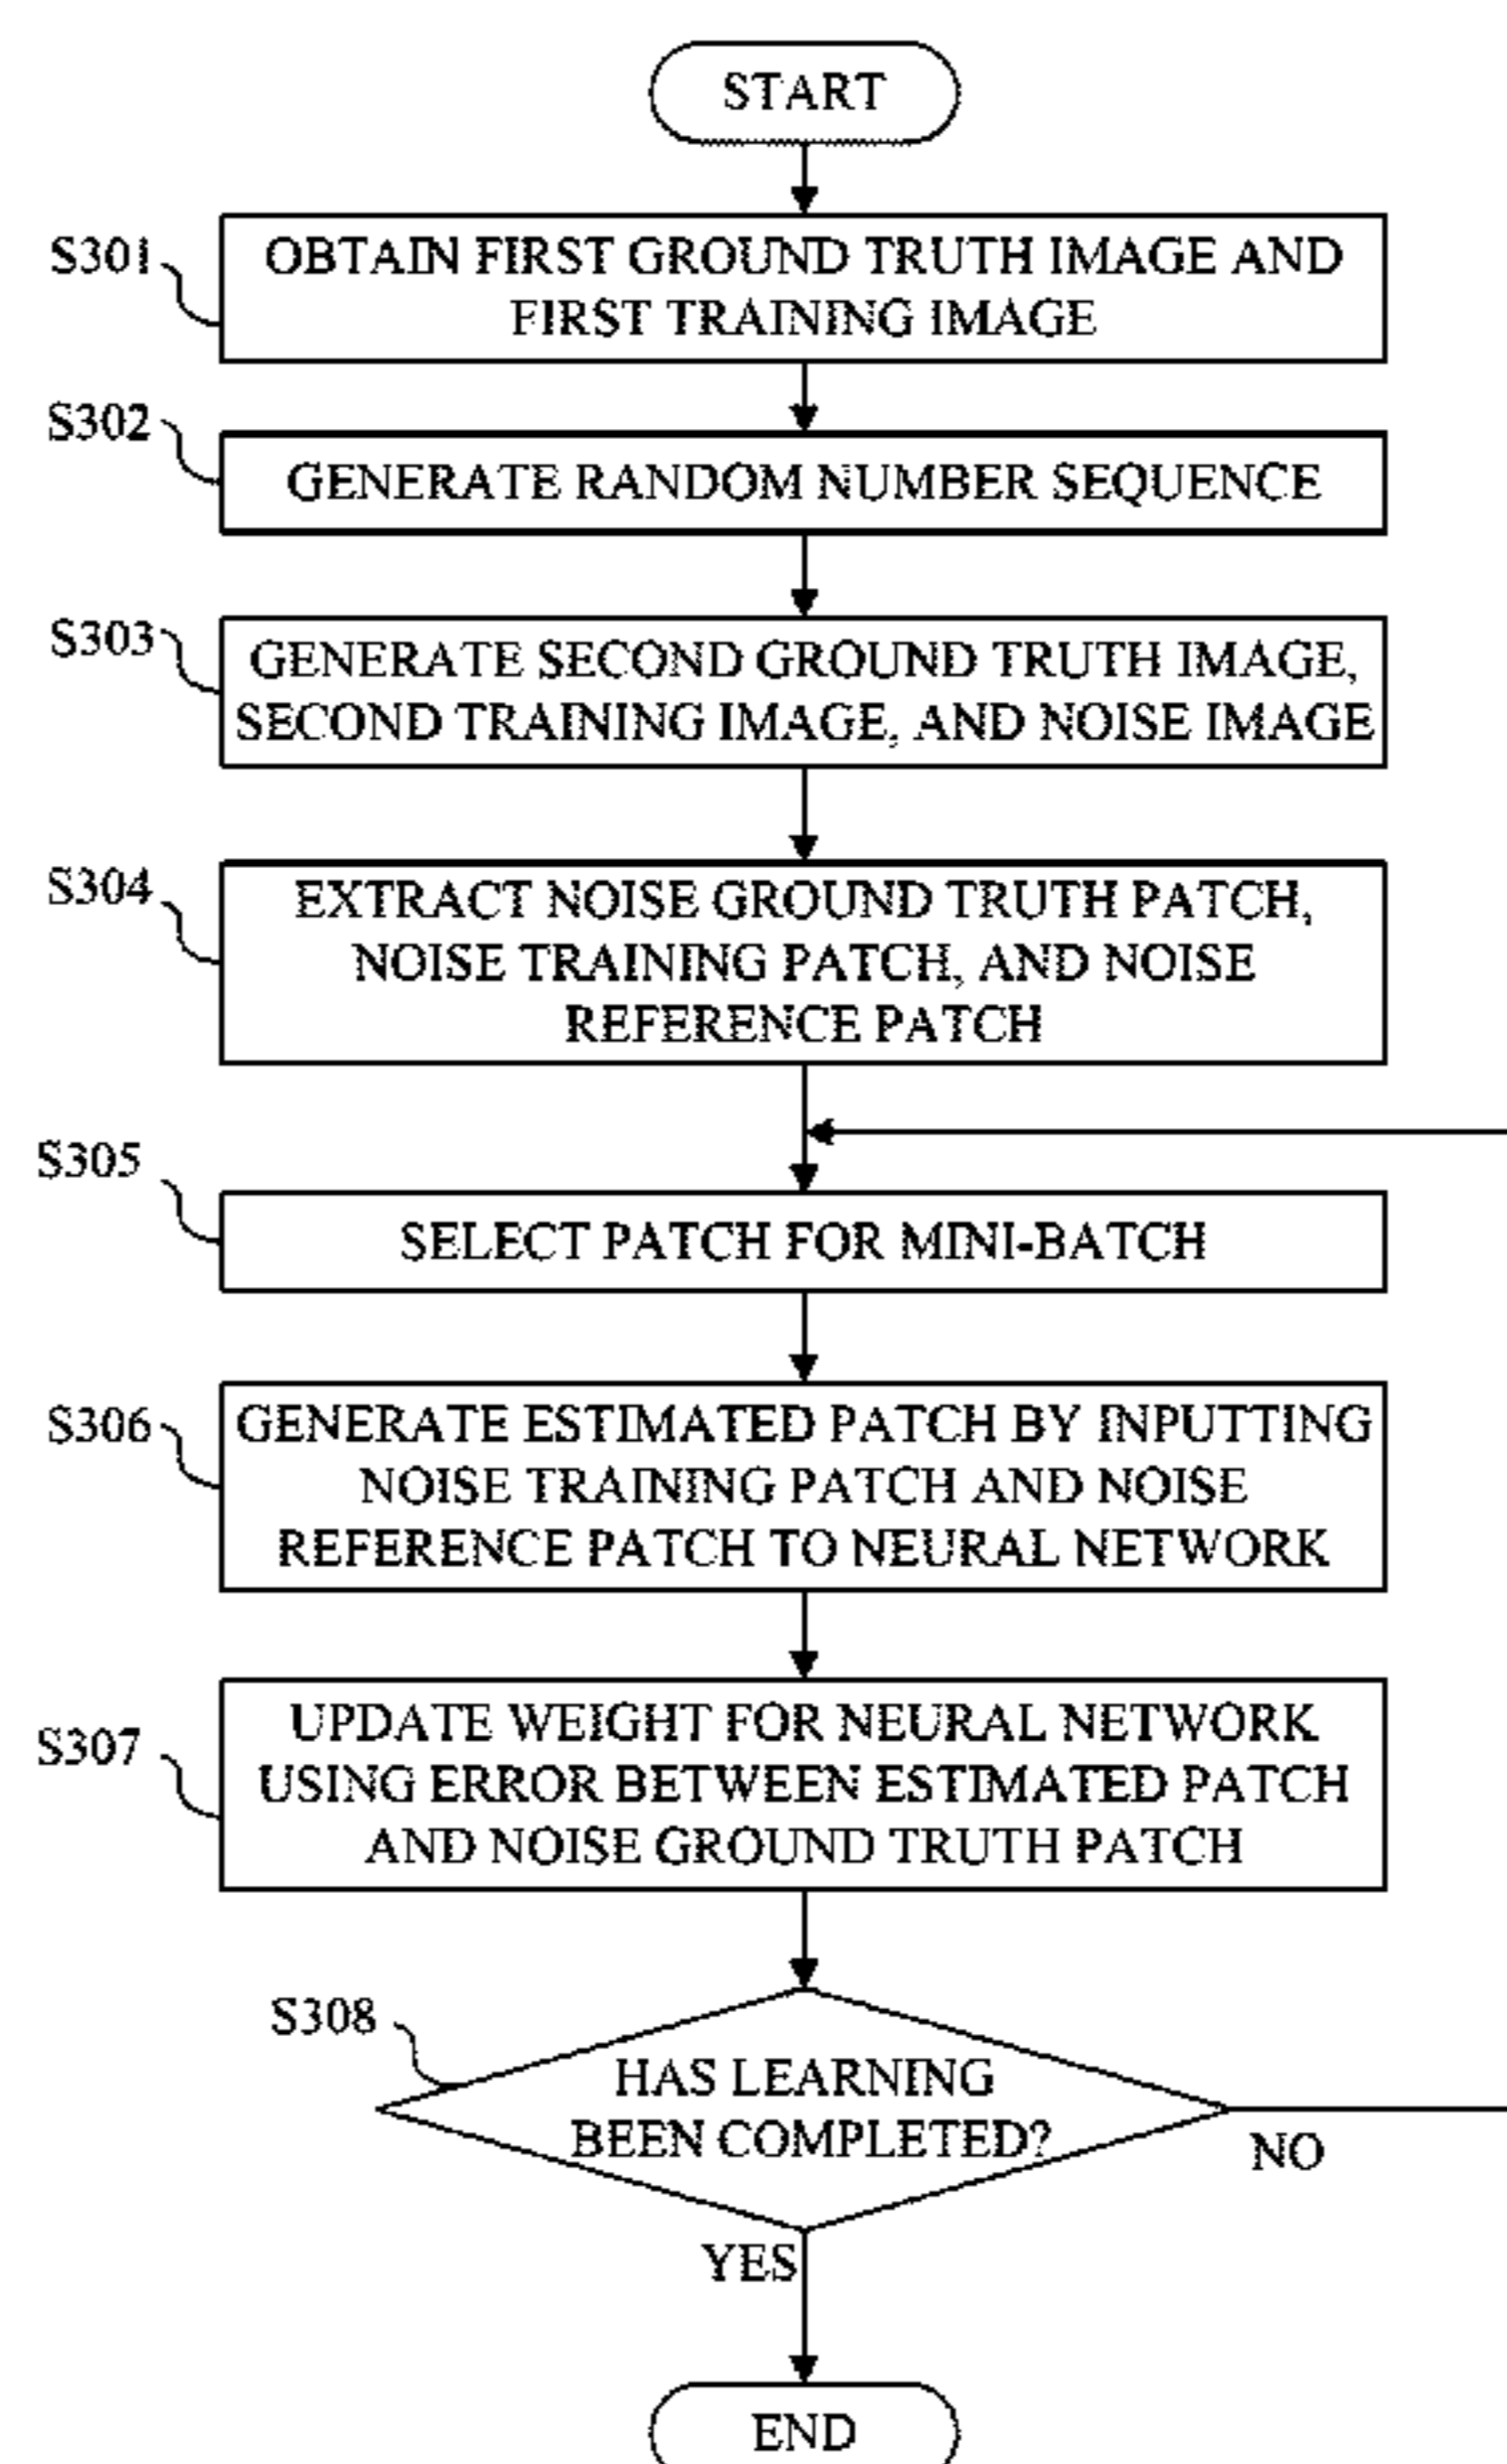 START
S301
OBTAIN FIRST GROUND TRUTH IMAGE AND
FIRST TRAINING IMAGE
S302
GENERATE RANDOM NUMBER SEQUENCE
S303
GENERATE SECOND GROUND TRUTH IMAGE,
SECOND TRAINING IMAGE, AND NOISE IMAGE
S304
EXTRACT NOISE GROUND TRUTH PATCH,
NOISE TRAINING PATCH, AND NOISE
REFERENCE PATCH
S305
SELECT PATCH FOR MINI-BATCH
S306
GENERATE ESTIMATED PATCH BY INPUTTING
NOISE TRAINING PATCH AND NOISE
REFERENCE PATCH TO NEURAL NETWORK
S307
UPDATE WEIGHT FOR NEURAL NETWORK
USING ERROR BETWEEN ESTIMATED PATCH
AND NOISE GROUND TRUTH PATCH
S308
HAS LEARNING
BEEN COMPLETED?
NO
YES
END